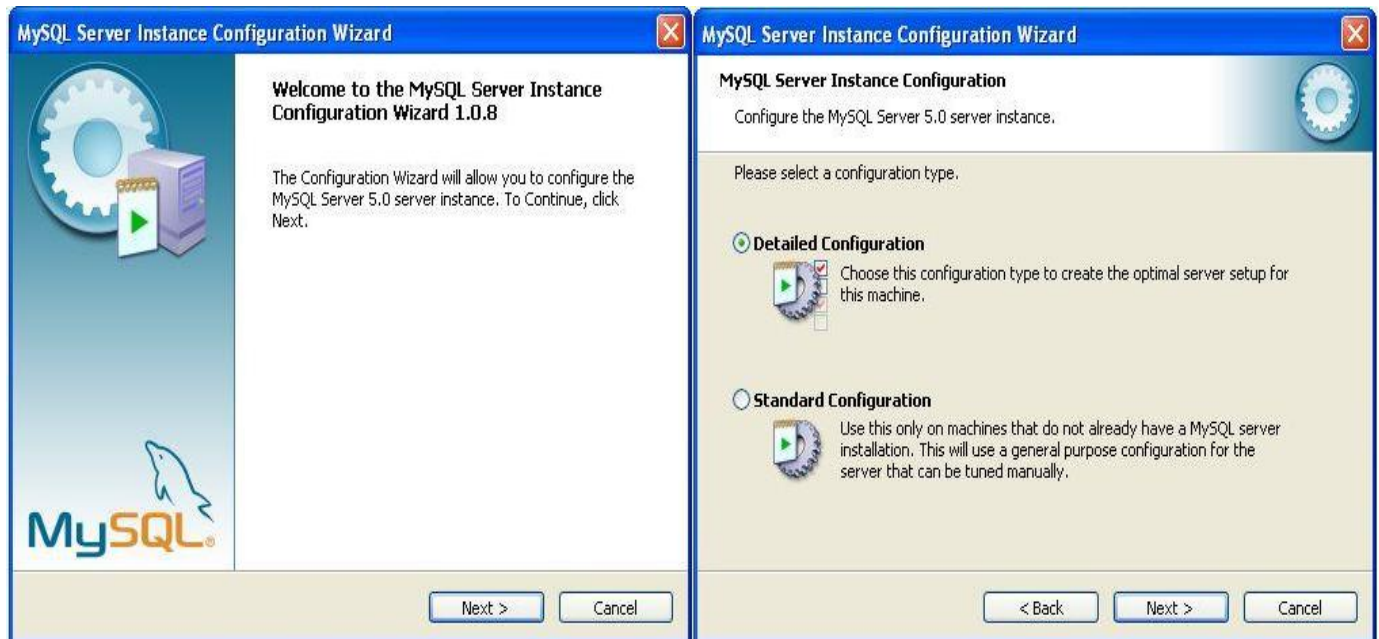 MySQL Server Instance Configuration Wizard
Welcome to the MySQL Server Instance
Configuration Wizard 1.0.8
The Configuration Wizard will allow you to configure the
MySQL Server 5.0 server instance. To Continue, click
Next.
MySQL®
Next >
Cancel
MySQL Server Instance Configuration Wizard
MySQL Server Instance Configuration
Configure the MySQL Server 5.0 server instance.
Please select a configuration type.
Detailed Configuration
Choose this configuration type to create the optimal server setup for
this machine.
Standard Configuration
Use this only on machines that do not already have a MySQL server
installation. This will use a general purpose configuration for the
server that can be tuned manually.
< Back
Next >
Cancel